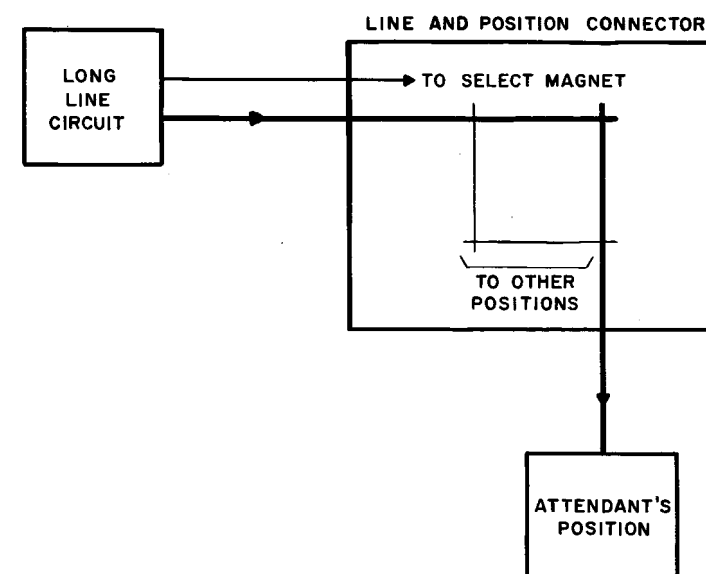 LINE AND POSITION CONNECTOR
LONG
LINE
CIRCUIT
TO SELECT MAGNET
TO OTHER
POSITIONS
ATTENDANT'S
POSITION